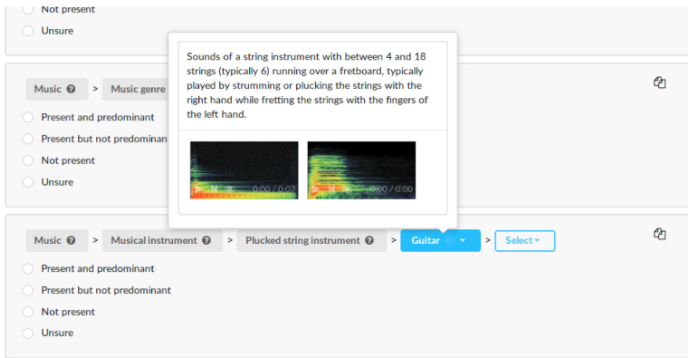 Not present
Unsure
Sounds of a string instrument with between 4 and 18
strings (typically 6) running over a fretboard, typically
played by strumming or plucking the strings with the
right hand while fretting the strings with the fingers of
the left hand.
0:00 / 0:07
0:00 / 0:00
Music > Music genre
Present and predominant
Present but not predominan
Not present
Unsure
Music > Musical instrument > Plucked string instrument > Guitar > Select
Present and predominant
Present but not predominant
Not present
Unsure